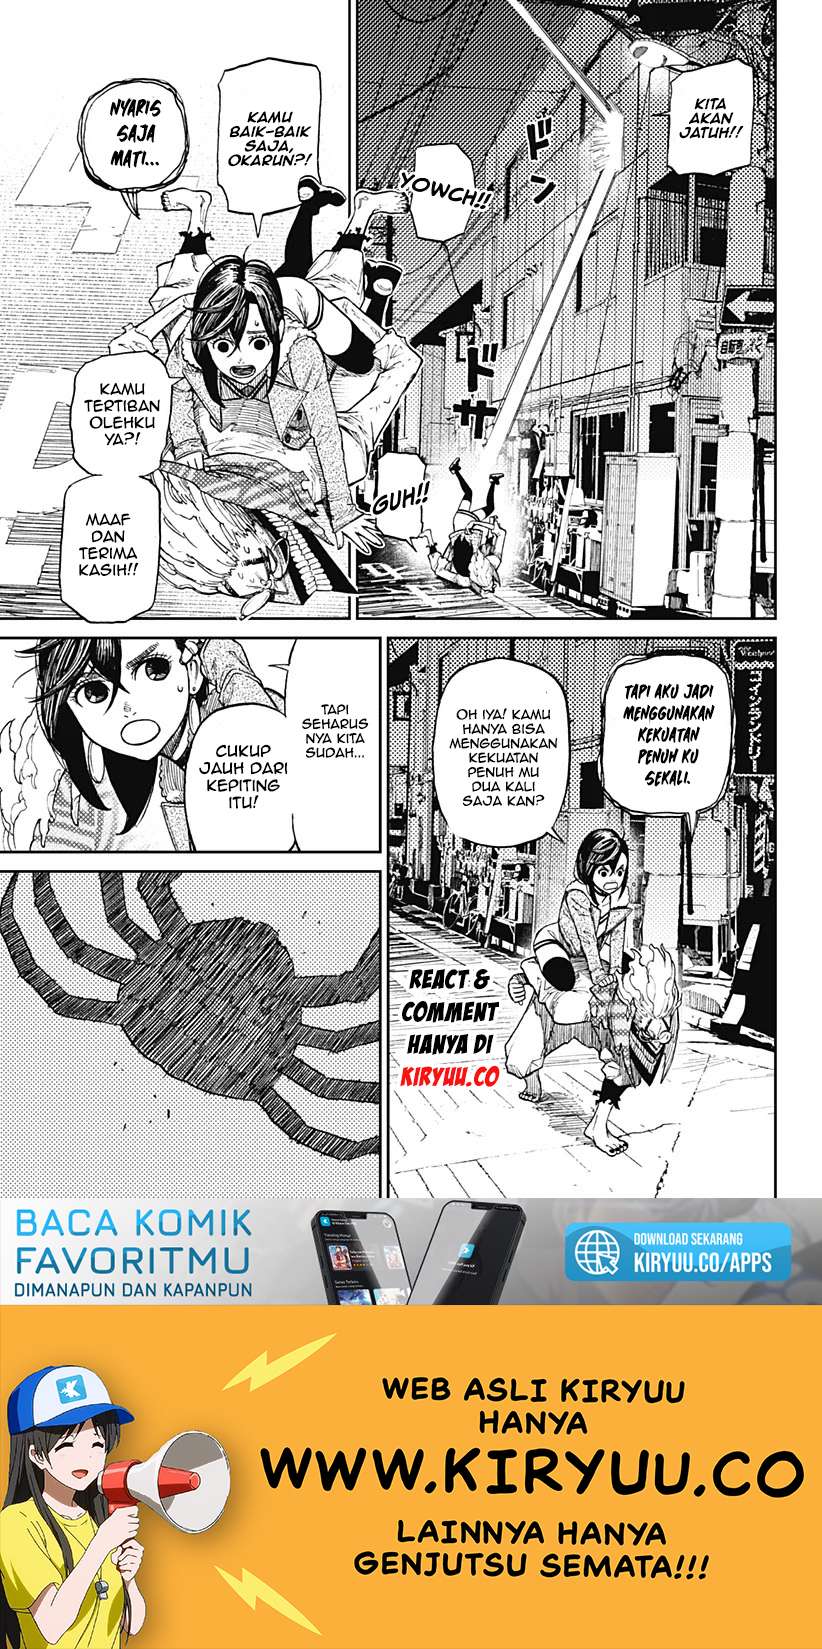 KITA
AKAN
JATUH!!
ドン
YOWCH!!
ドドサ
GUH!!
KAMU
BAIK-BAIK
SAJA,
OKARUN?!
NYARIS
SAJA
MATI...
KAMU
TERTIBAN
OLEHKU
YA?!
MAAF
DAN
TERIMA
KASIH!!
TAPI AKU JADI
MENGGUNAKAN
KEKUATAN
PENUH KU
SEKALI.
OH IYA! KAMU
HANYA BISA
MENGGUNAKAN
KEKUATAN
PENUH MU
DUA KALI
SAJA KAN?
REACT &
COMMENT
HANYA DI
KIRYUU.CO
TAPI
SEHARUS
NYA KITA
SUDAH...
CUKUP
JAUH DARI
KEPITING
ITU!
BACA KOMIK
FAVORITMU
DIMANAPUN DAN KAPANPUN
DOWNLOAD SEKARANG
KIRYUU.CO/APPS
WEB ASLI KIRYUU
HANYA
WWW.KIRYUU.CO
LAINNYA HANYA
GENJUTSU SEMATA!!!